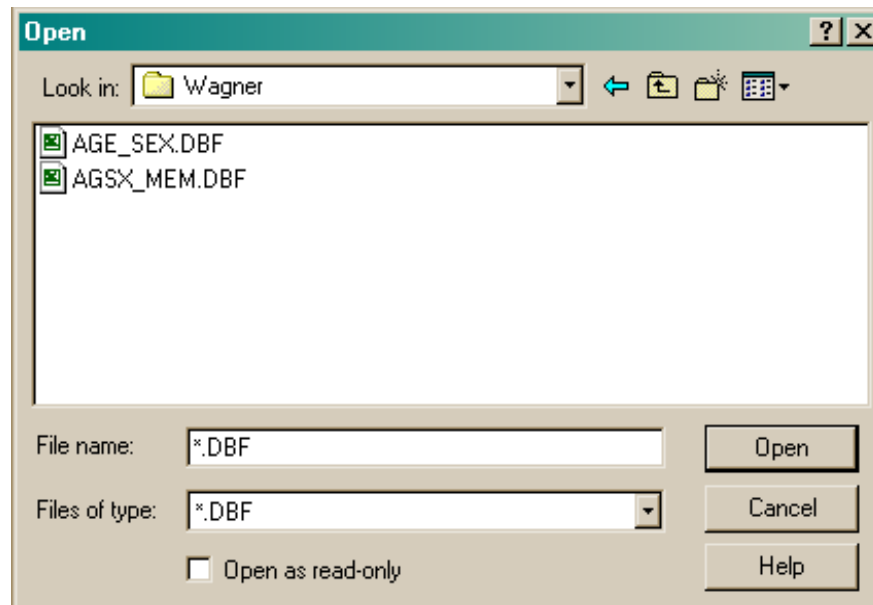 Open
Look in: Wagner
AGE_SEX.DBF
AGSX_MEM.DBF
File name: *.DBF Open
Files of type: *.DBF Cancel
Open as read-only Help